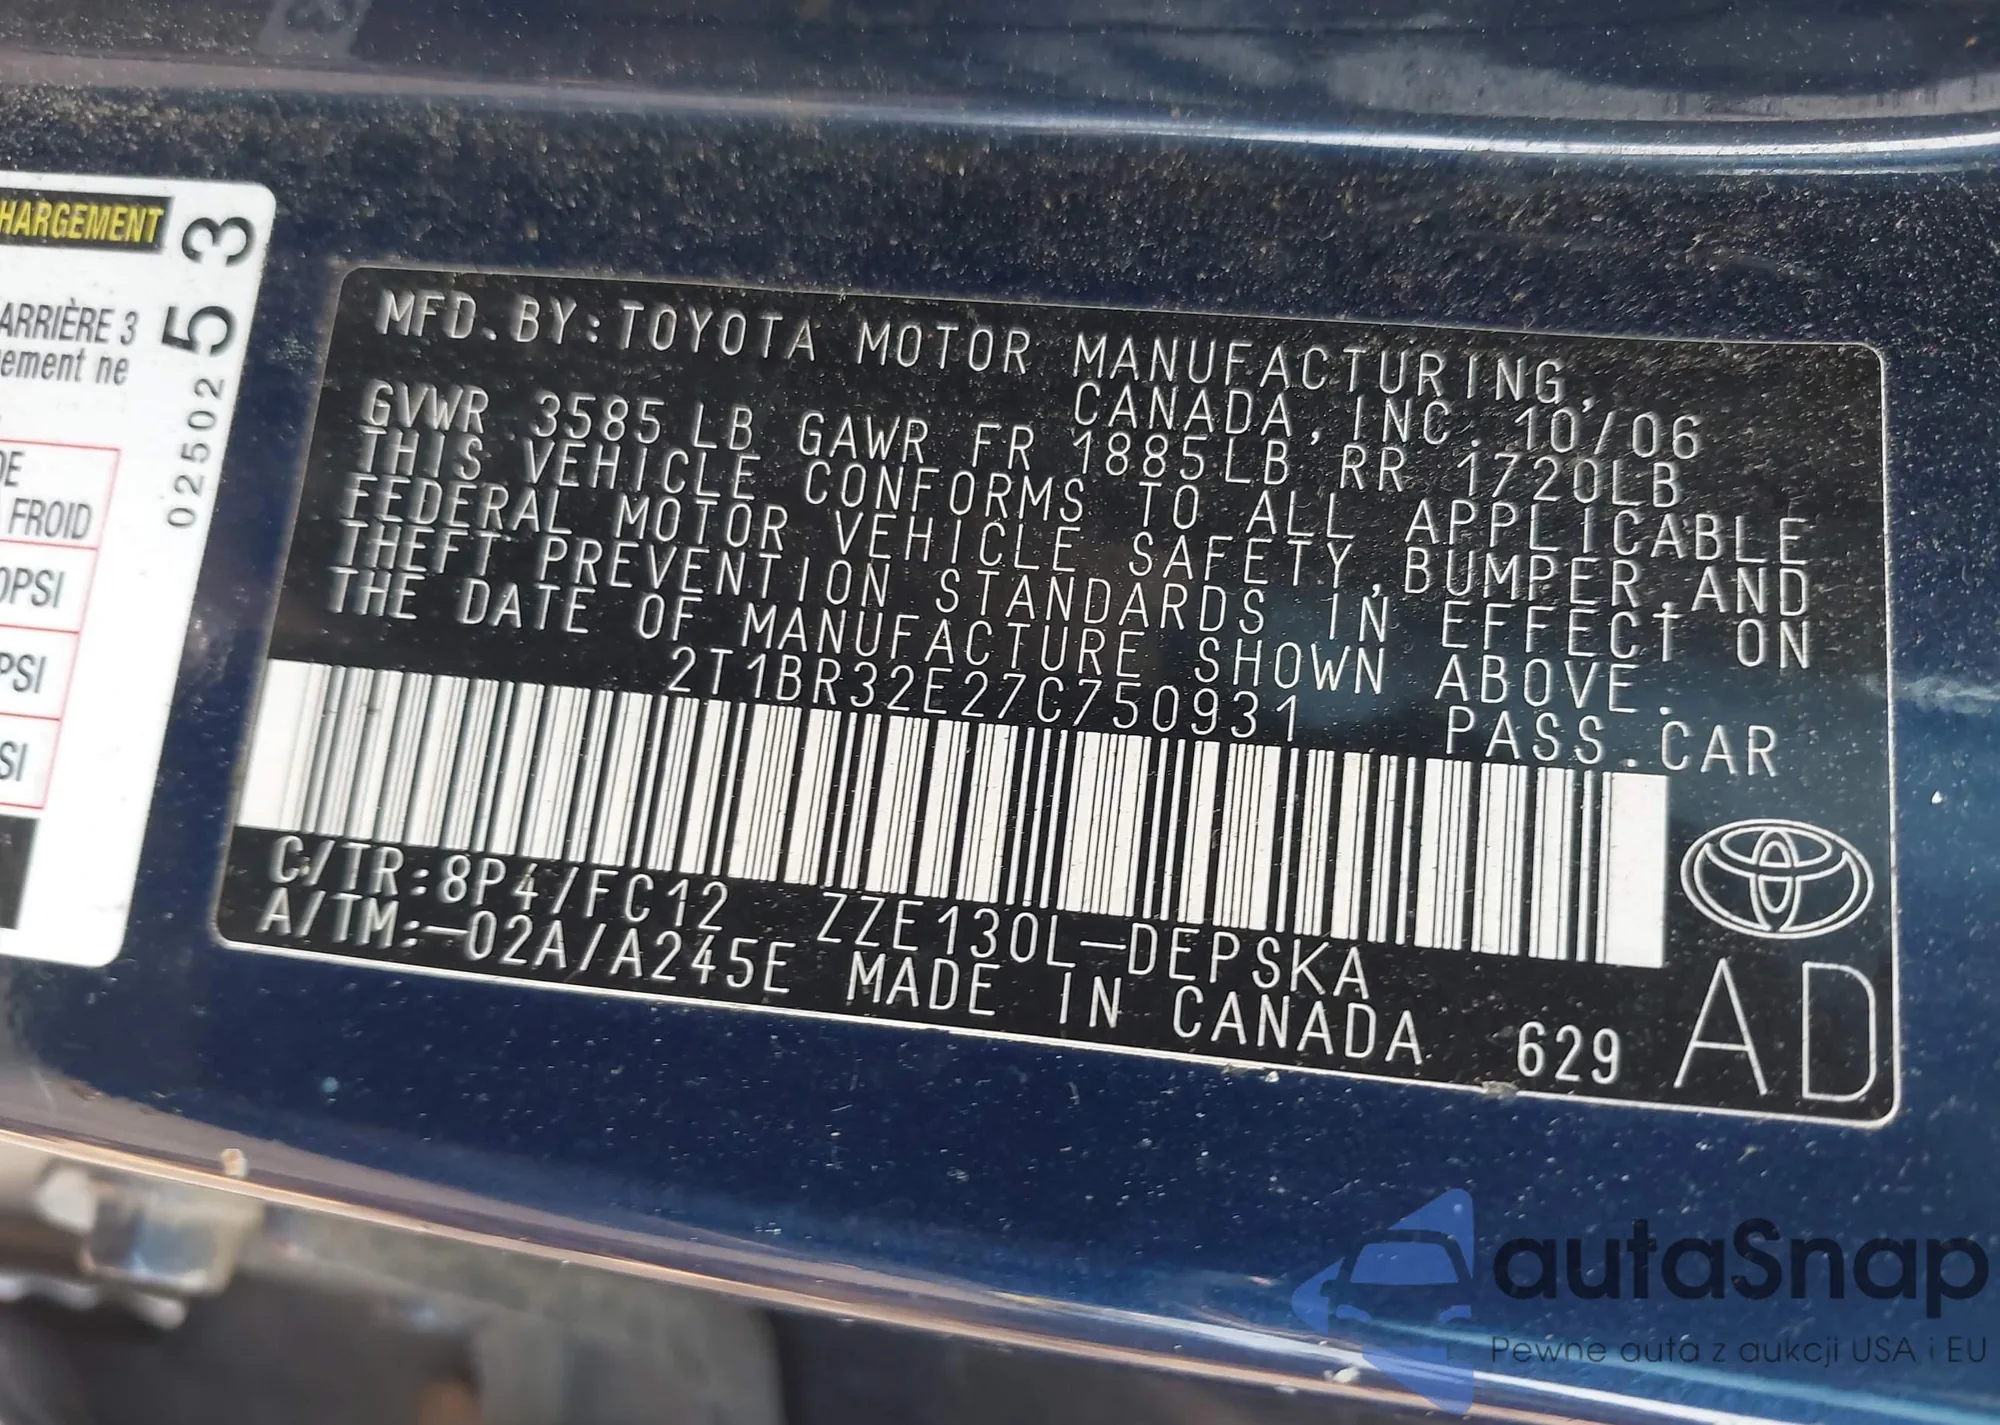 HARGEMENT
ARRIÈRE 3
ement ne
DE
FROID
0PSI
PSI
SI
02502 53
MFD. BY: TOYOTA MOTOR MANUFACTURING,
CANADA, INC. 10/06
GVWR 3585 LB GAWR FR 1885LB RR 1720LB
THIS VEHICLE CONFORMS TO ALL APPLICABLE
FEDERAL MOTOR VEHICLE SAFETY, BUMPER, AND
THEFT PREVENTION STANDARDS IN EFFECT ON
THE DATE OF MANUFACTURE SHOWN ABOVE.
2T1BR32E27C750931 PASS. CAR
C/TR:8P4/FC12 ZZE130L-DEPSKA
A/TM:-02A/A245E MADE IN CANADA 629 AD
autaSnap
Pewne auta z aukcji USA i EU